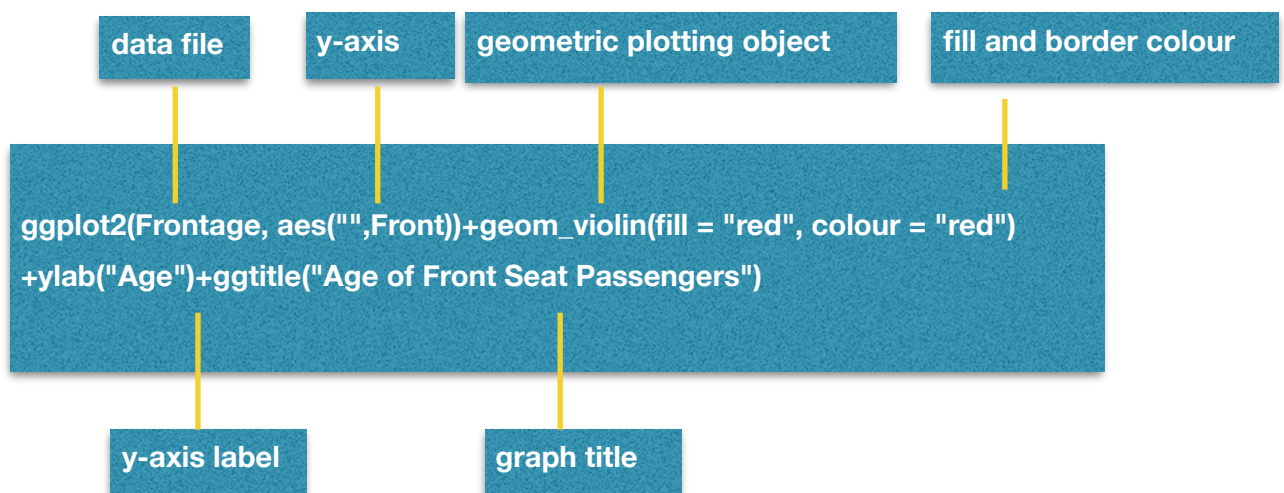 data file
y-axis
geometric plotting object
fill and border colour
ggplot2(Frontage, aes("",Front))+geom_violin(fill = "red", colour = "red")
+ylab("Age")+ggtitle("Age of Front Seat Passengers")
y-axis label
graph title